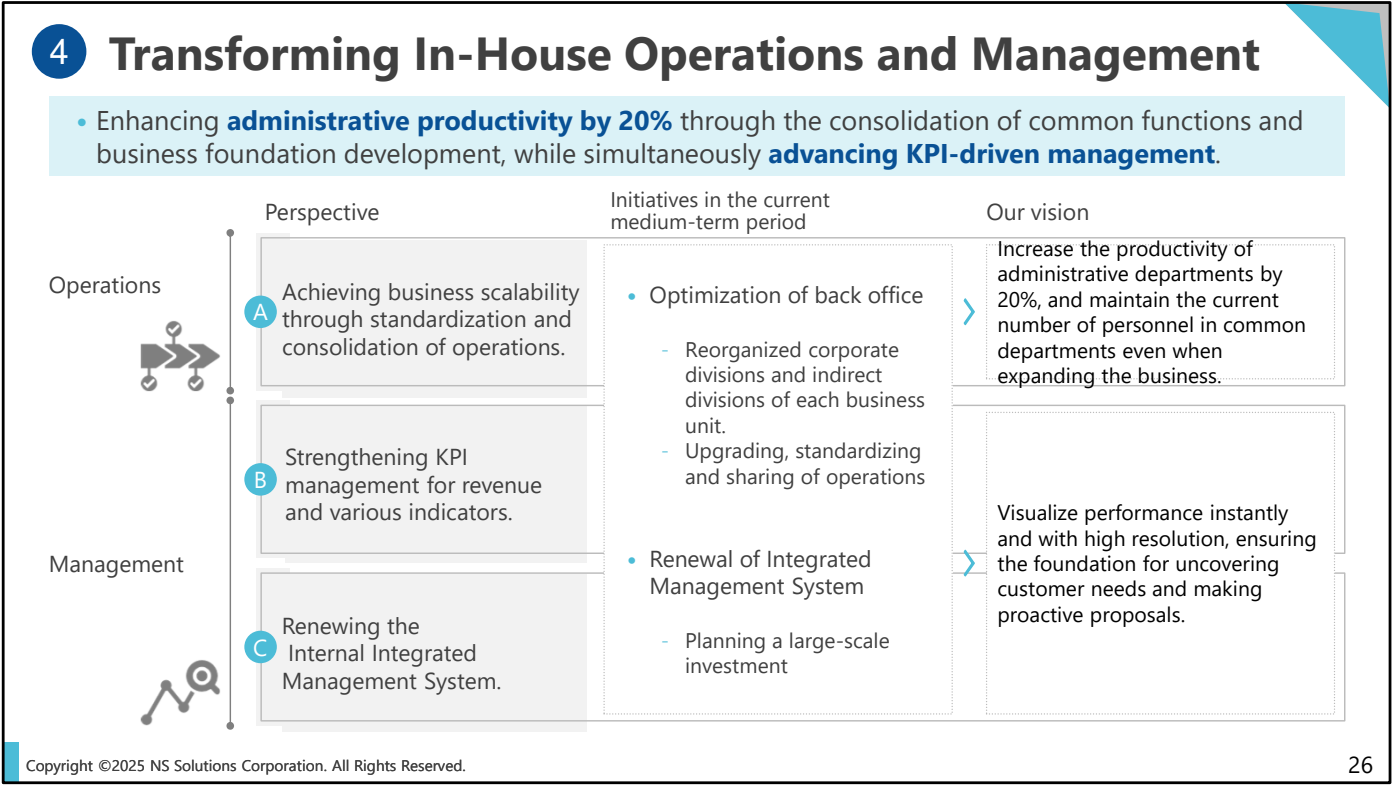 4
Transforming In-House Operations and Management
• Enhancing administrative productivity by 20% through the consolidation of common functions and
business foundation development, while simultaneously advancing KPI-driven management.
Perspective
Initiatives in the current
medium-term period
Our vision
Operations
A
Achieving business scalability
through standardization and
consolidation of operations.
• Optimization of back office
- Reorganized corporate
divisions and indirect
divisions of each business
unit.
- Upgrading, standardizing
and sharing of operations
Increase the productivity of
administrative departments by
20%, and maintain the current
number of personnel in common
departments even when
expanding the business.
Management
B
Strengthening KPI
management for revenue
and various indicators.
C
Renewing the
Internal Integrated
Management System.
• Renewal of Integrated
Management System
- Planning a large-scale
investment
Visualize performance instantly
and with high resolution, ensuring
the foundation for uncovering
customer needs and making
proactive proposals.
Copyright ©2025 NS Solutions Corporation. All Rights Reserved.
26